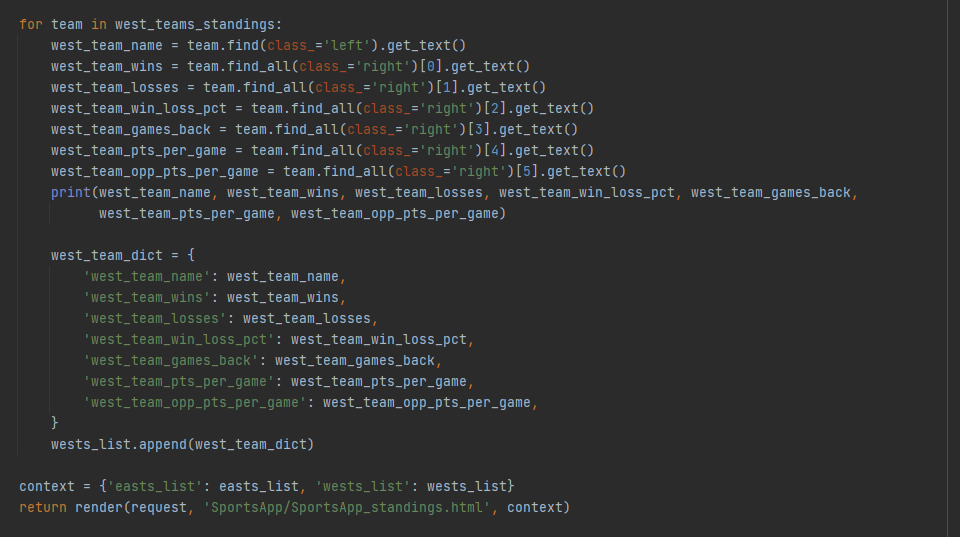 for team in west_teams_standings:
    west_team_name = team.find(class_='left').get_text()
    west_team_wins = team.find_all(class_='right')[0].get_text()
    west_team_losses = team.find_all(class_='right')[1].get_text()
    west_team_win_loss_pct = team.find_all(class_='right')[2].get_text()
    west_team_games_back = team.find_all(class_='right')[3].get_text()
    west_team_pts_per_game = team.find_all(class_='right')[4].get_text()
    west_team_opp_pts_per_game = team.find_all(class_='right')[5].get_text()
    print(west_team_name, west_team_wins, west_team_losses, west_team_win_loss_pct, west_team_games_back,
          west_team_pts_per_game, west_team_opp_pts_per_game)

    west_team_dict = {
        'west_team_name': west_team_name,
        'west_team_wins': west_team_wins,
        'west_team_losses': west_team_losses,
        'west_team_win_loss_pct': west_team_win_loss_pct,
        'west_team_games_back': west_team_games_back,
        'west_team_pts_per_game': west_team_pts_per_game,
        'west_team_opp_pts_per_game': west_team_opp_pts_per_game,
    }
    wests_list.append(west_team_dict)

context = {'easts_list': easts_list, 'wests_list': wests_list}
return render(request, 'SportsApp/SportsApp_standings.html', context)